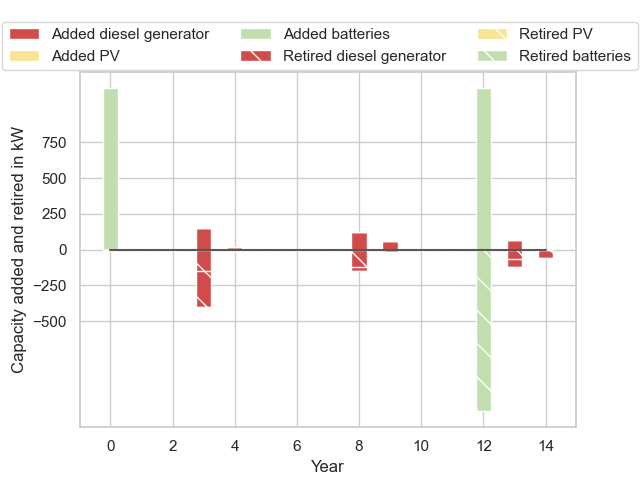 Added diesel generator Added batteries Retired PV
Added PV Retired diesel generator Retired batteries
Capacity added and retired in kW
750
500
250
0
−250
−500
0 2 4 6 8 10 12 14
Year